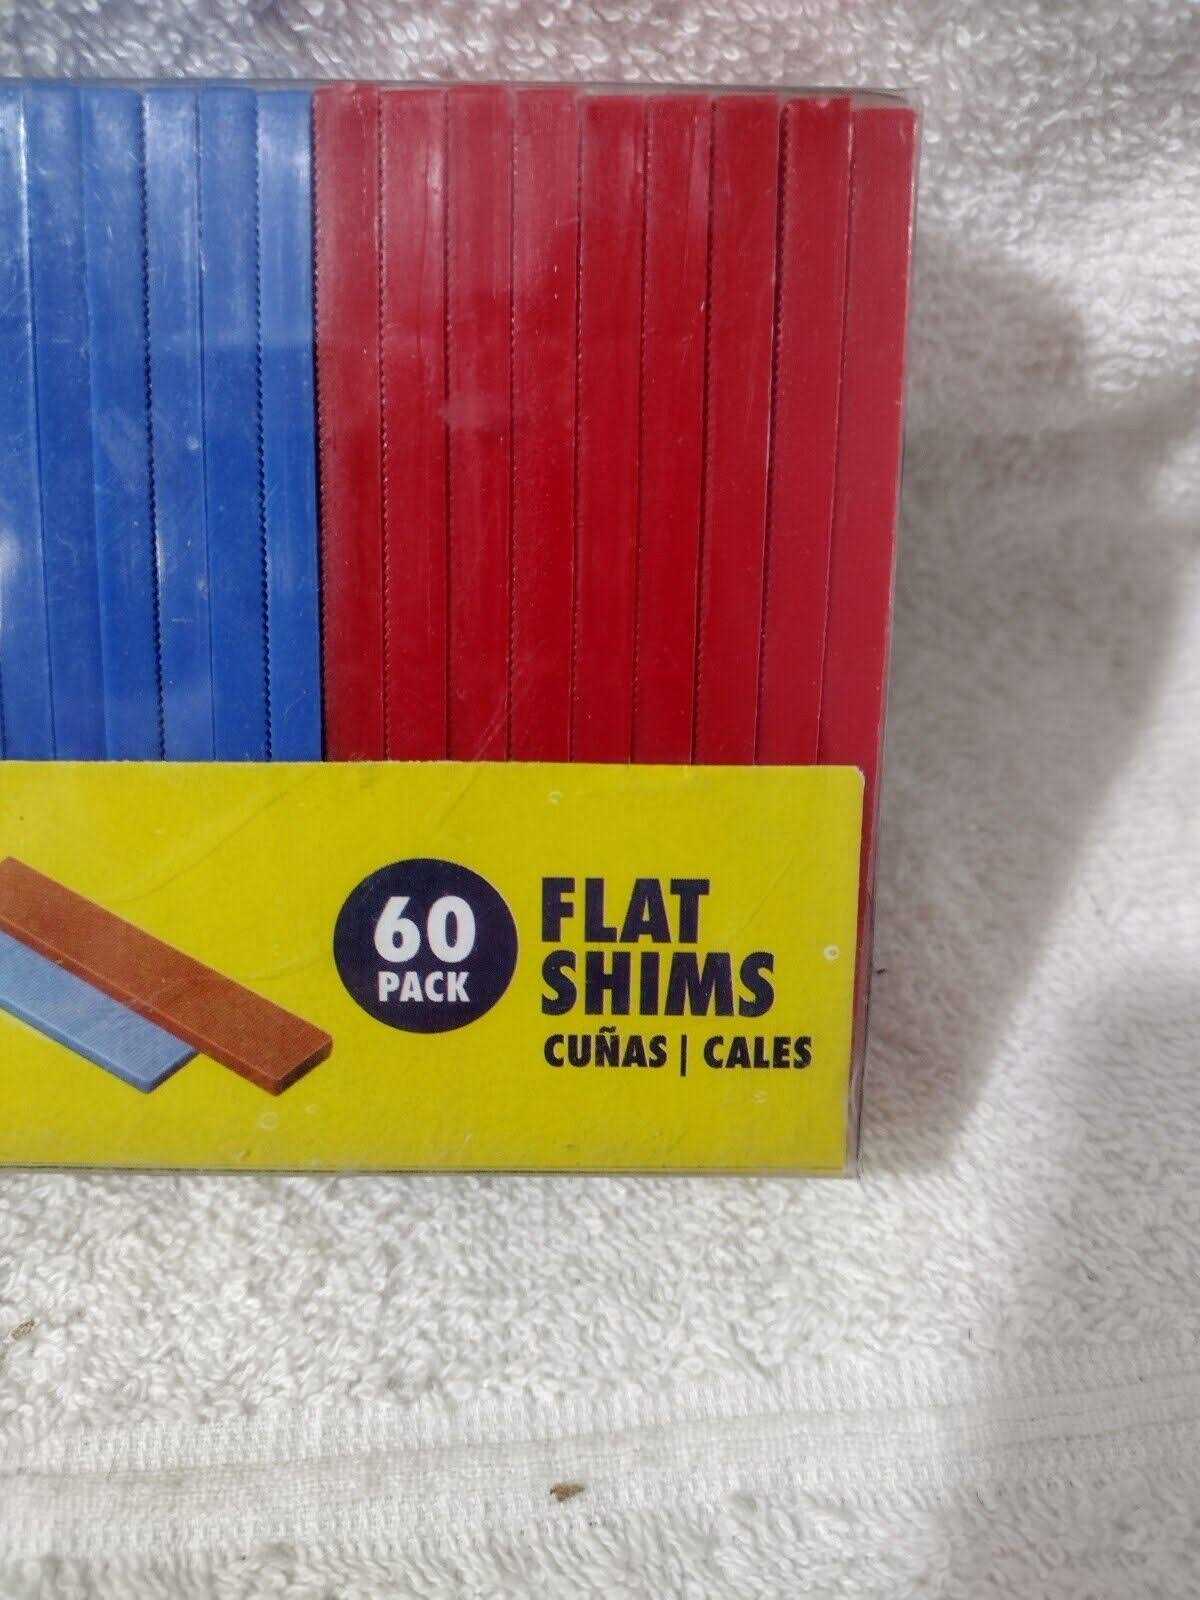 60
PACK
FLAT
SHIMS
CUÑAS | CALES